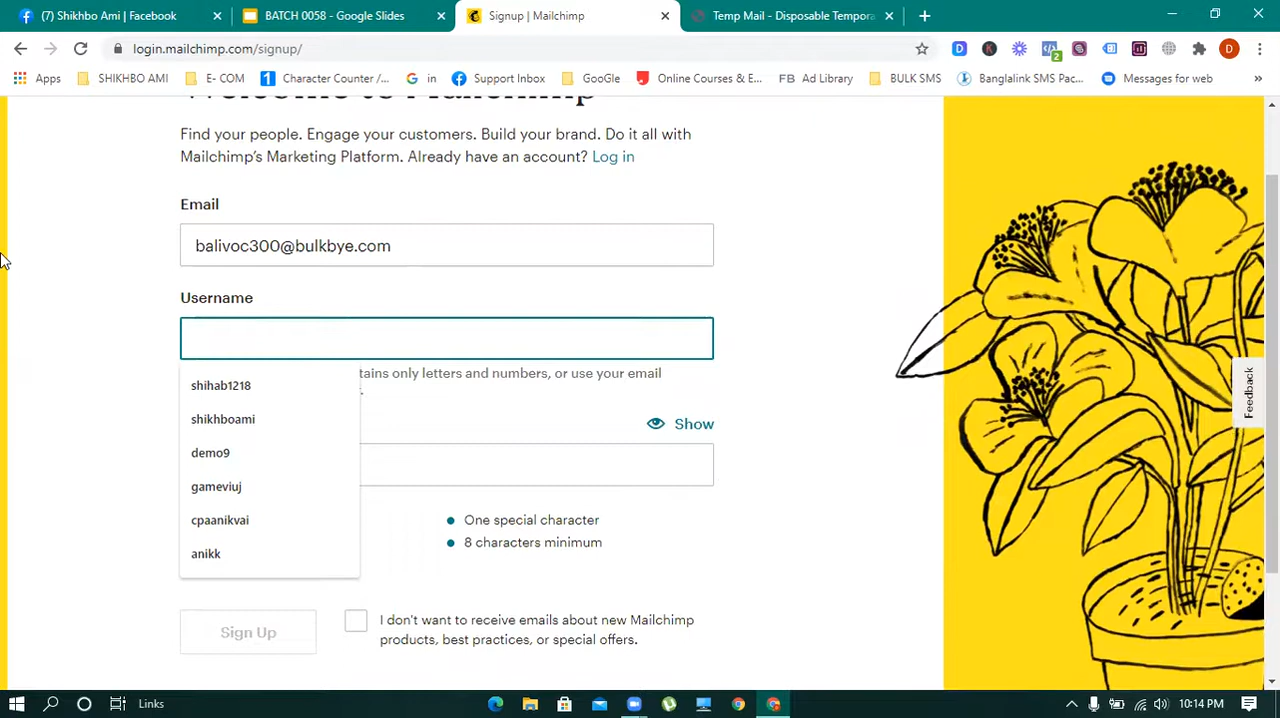 (7) Shikhbo Ami | Facebook
BATCH 0058 - Google Slides
Signup | Mailchimp
Temp Mail - Disposable Tempora
login.mailchimp.com/signup/
2
D
Apps
SHIKHBO AMI
E- COM
Character Counter /...
in
Support Inbox
GooGle
Online Courses & E...
FB Ad Library
BULK SMS
Banglalink SMS Pac...
Messages for web
Welcome to Mailchimp
Find your people. Engage your customers. Build your brand. Do it all with
Mailchimp's Marketing Platform. Already have an account? Log in
Email
balivoc300@bulkbye.com
Username
tains only letters and numbers, or use your email
shihab1218
shikhboami
demo9
gameviuj
cpaanikvai
anikk
Show
One special character
8 characters minimum
Sign Up
I don't want to receive emails about new Mailchimp
products, best practices, or special offers.
Feedback
Links
10:14 PM